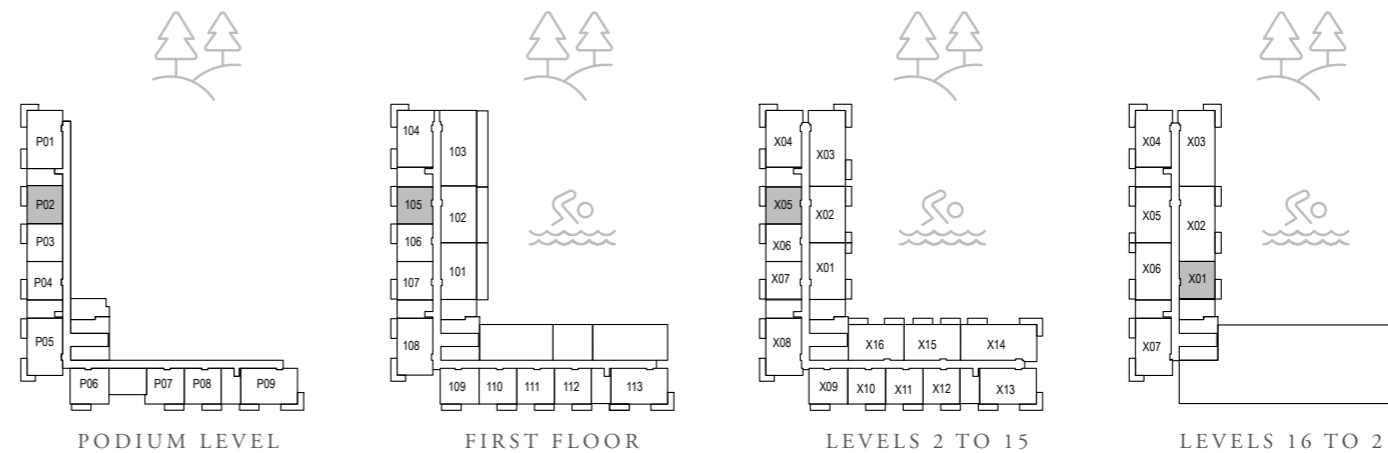 P01
P02
P03
P04
P05
P06
P07
P08
P09
PODIUM LEVEL
104
103
105
102
106
101
107
108
109
110
111
112
113
FIRST FLOOR
X04
X03
X05
X02
X06
X01
X07
X08
X16
X15
X14
X09
X10
X11
X12
X13
LEVELS 2 TO 15
X04
X03
X05
X02
X06
X01
X07
LEVELS 16 TO 2